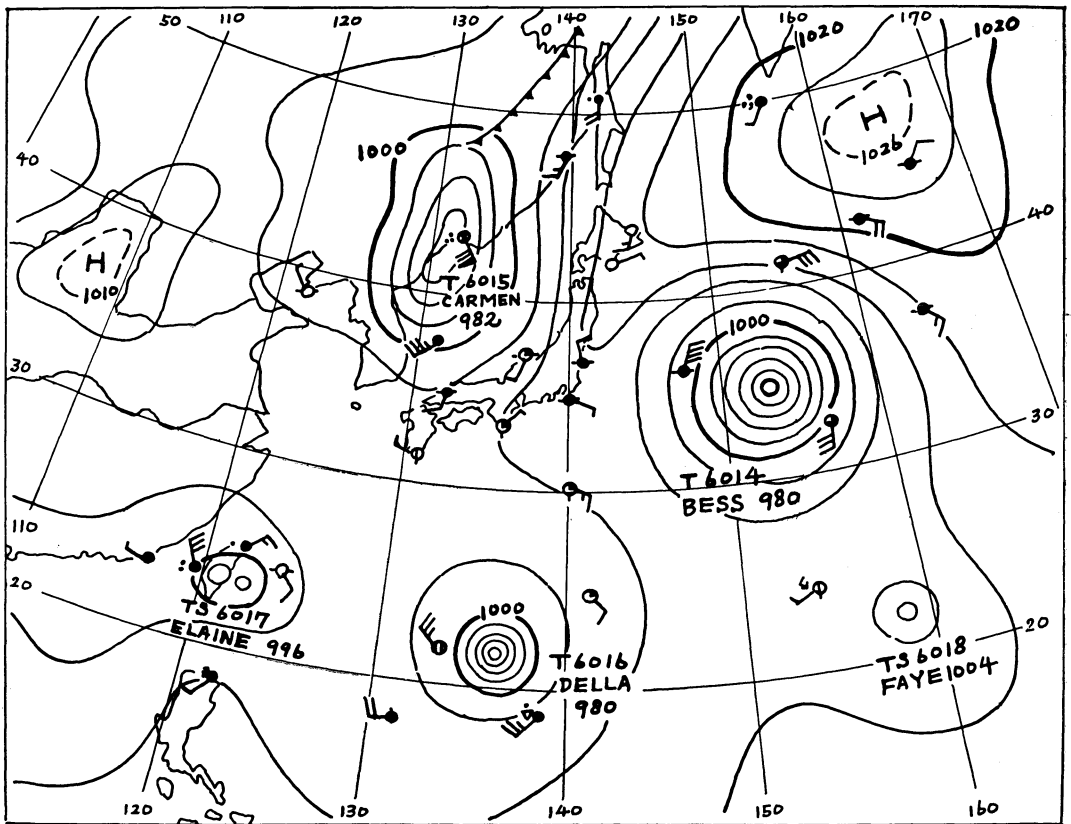 50 110 120 130 140 150 160 170
1020
1020
1000
I
1026
40
40
H
1010
T 6015
CARMEN
982
1000
30
30
T 6014
BESS 980
110
20
TS 6017
ELAINE 996
1000
T 6016
DELLA
980
20
TS 6018
FAYE 1004
120 130 140 150 160